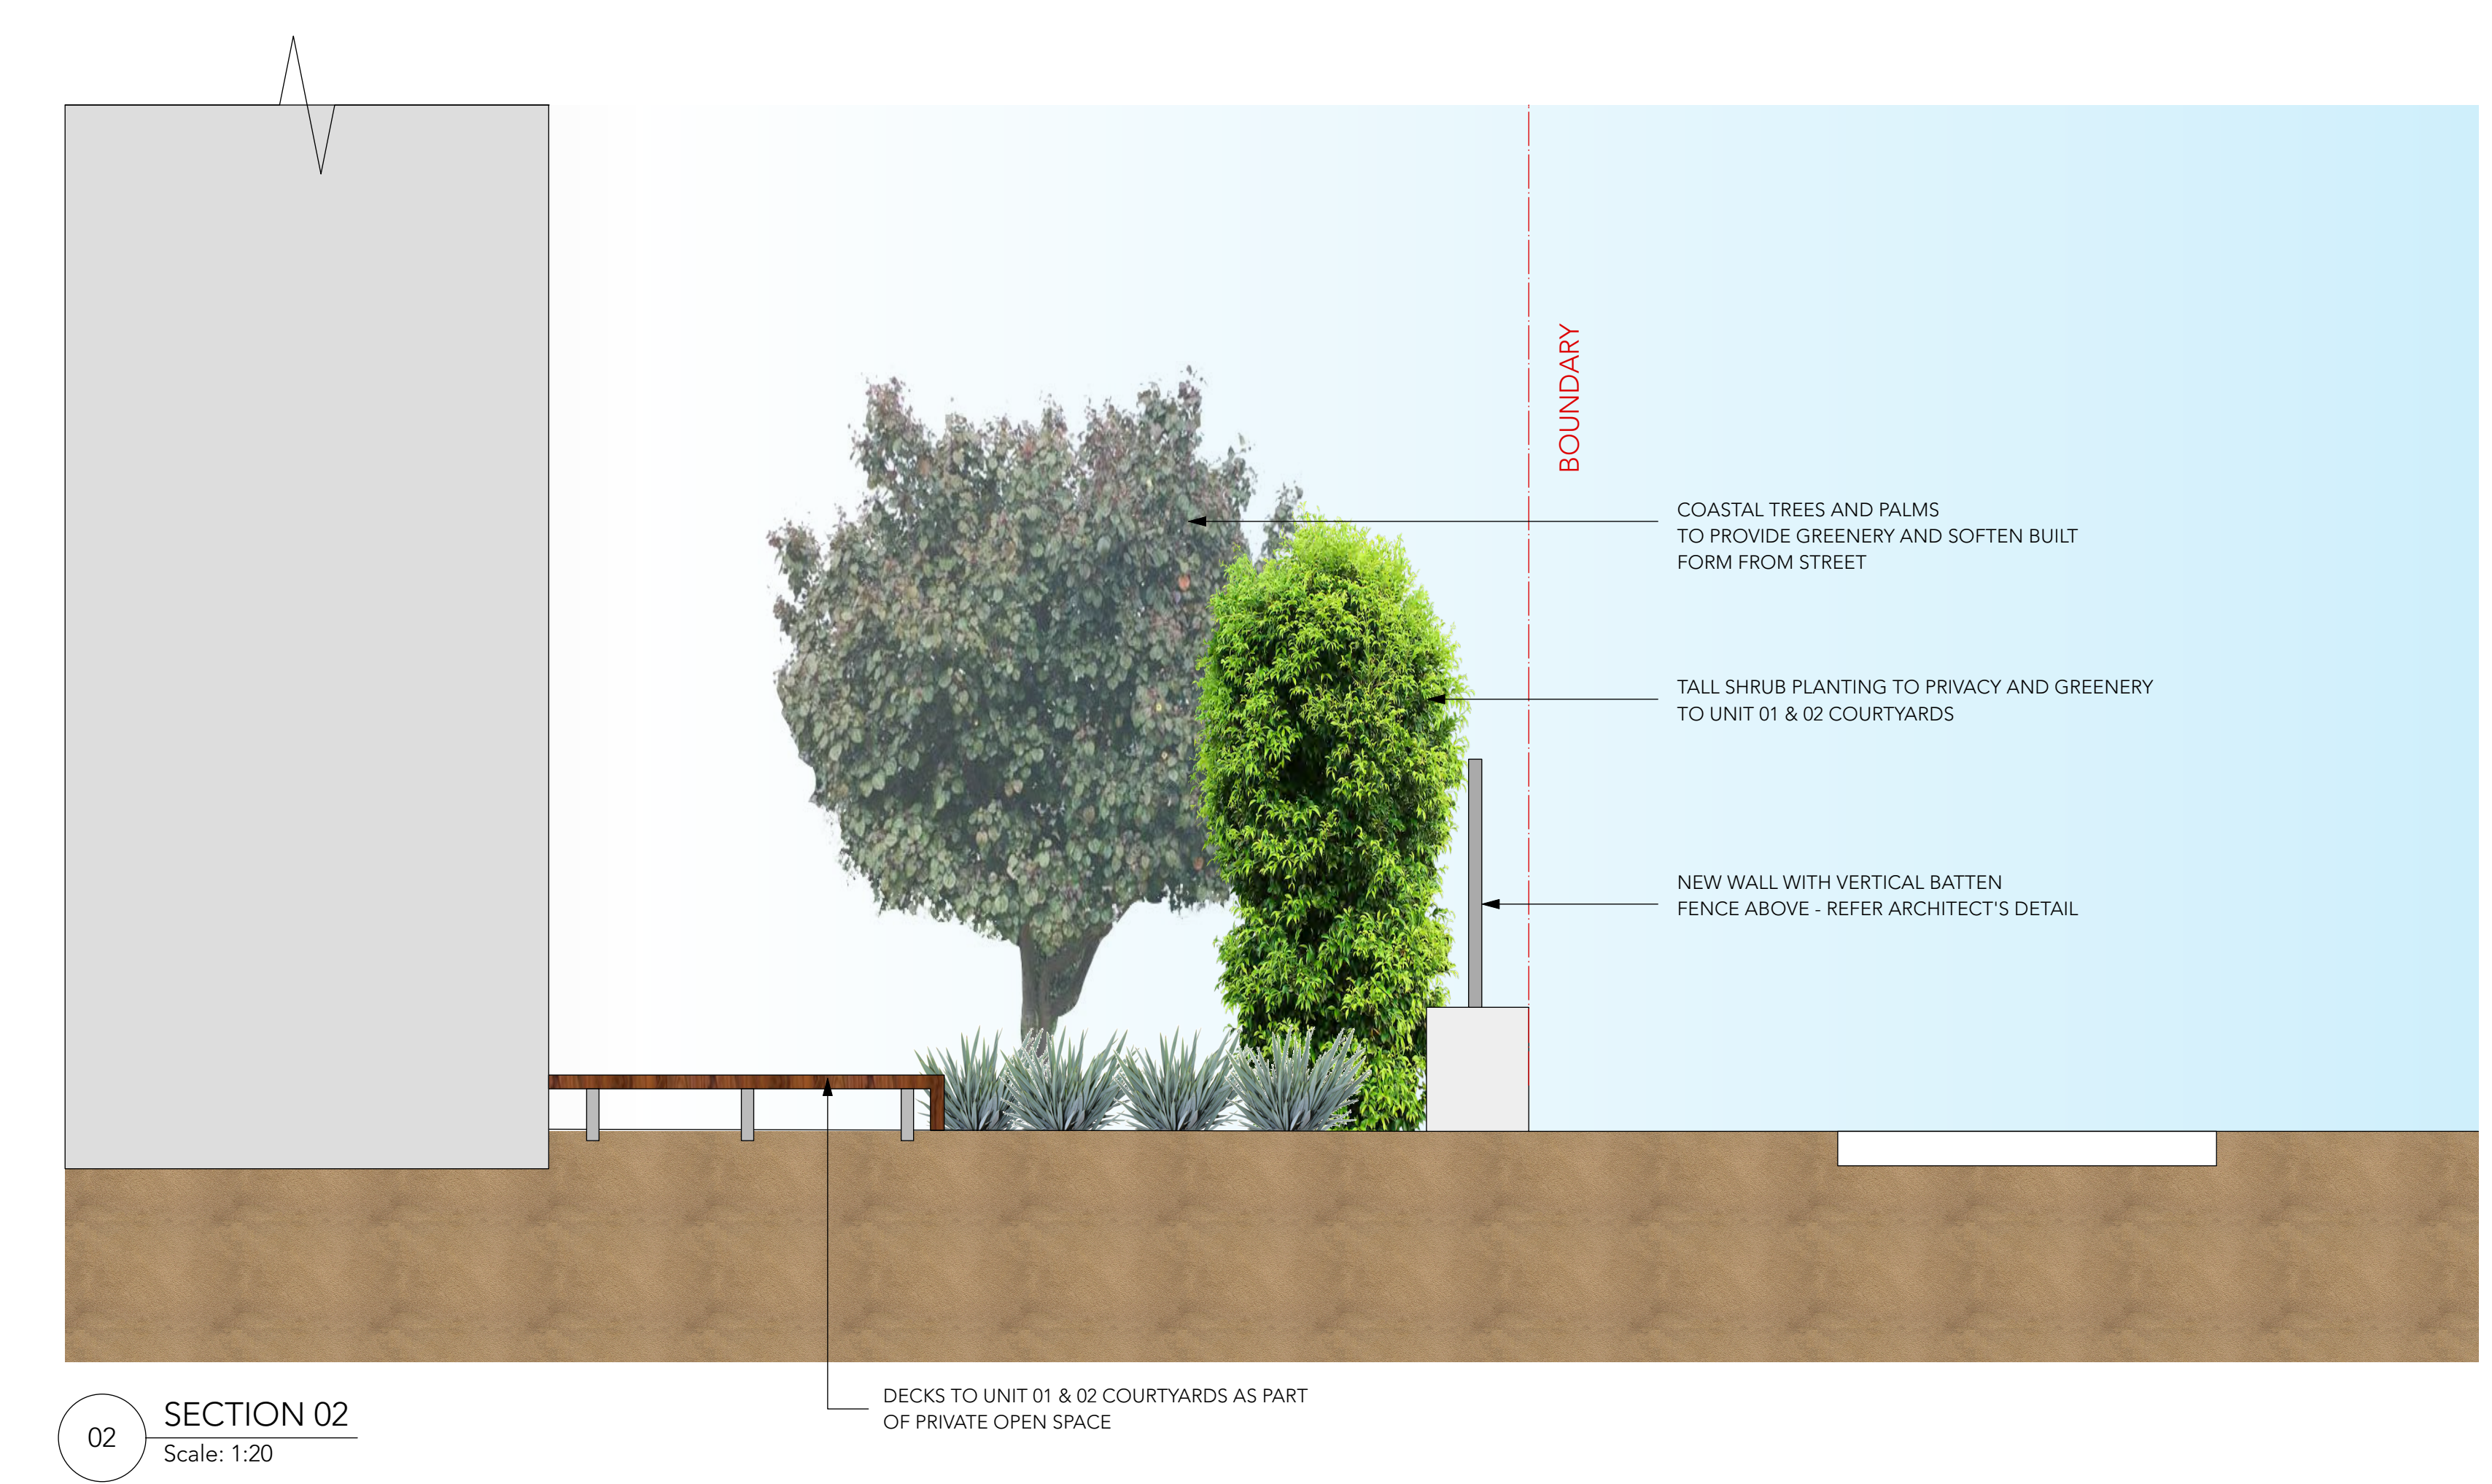 BOUNDARY
COASTAL TREES AND PALMS
TO PROVIDE GREENERY AND SOFTEN BUILT
FORM FROM STREET
TALL SHRUB PLANTING TO PRIVACY AND GREENERY
TO UNIT 01 & 02 COURTYARDS
NEW WALL WITH VERTICAL BATTEN
FENCE ABOVE - REFER ARCHITECT'S DETAIL
DECKS TO UNIT 01 & 02 COURTYARDS AS PART
OF PRIVATE OPEN SPACE
02
SECTION 02
Scale: 1:20